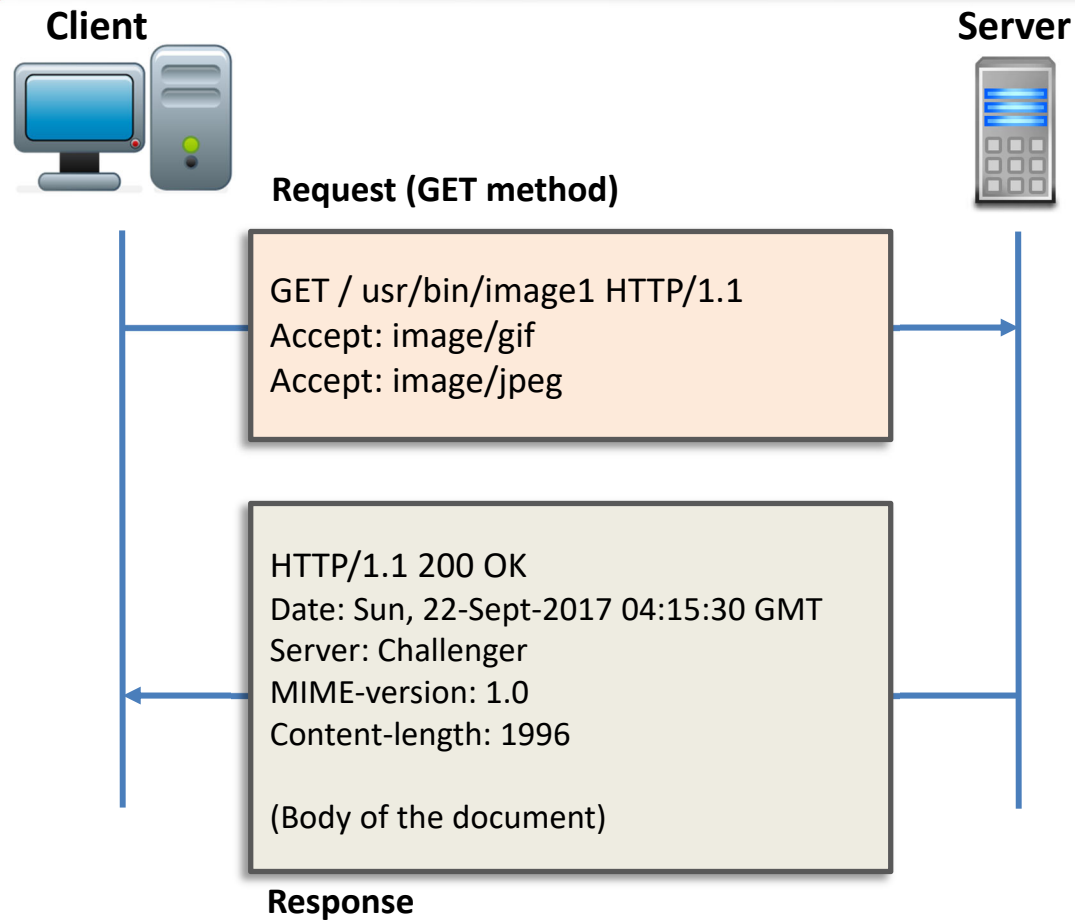 Client
Server
Request (GET method)
GET / usr/bin/image1 HTTP/1.1
Accept: image/gif
Accept: image/jpeg
HTTP/1.1 200 OK
Date: Sun, 22-Sept-2017 04:15:30 GMT
Server: Challenger
MIME-version: 1.0
Content-length: 1996
(Body of the document)
Response